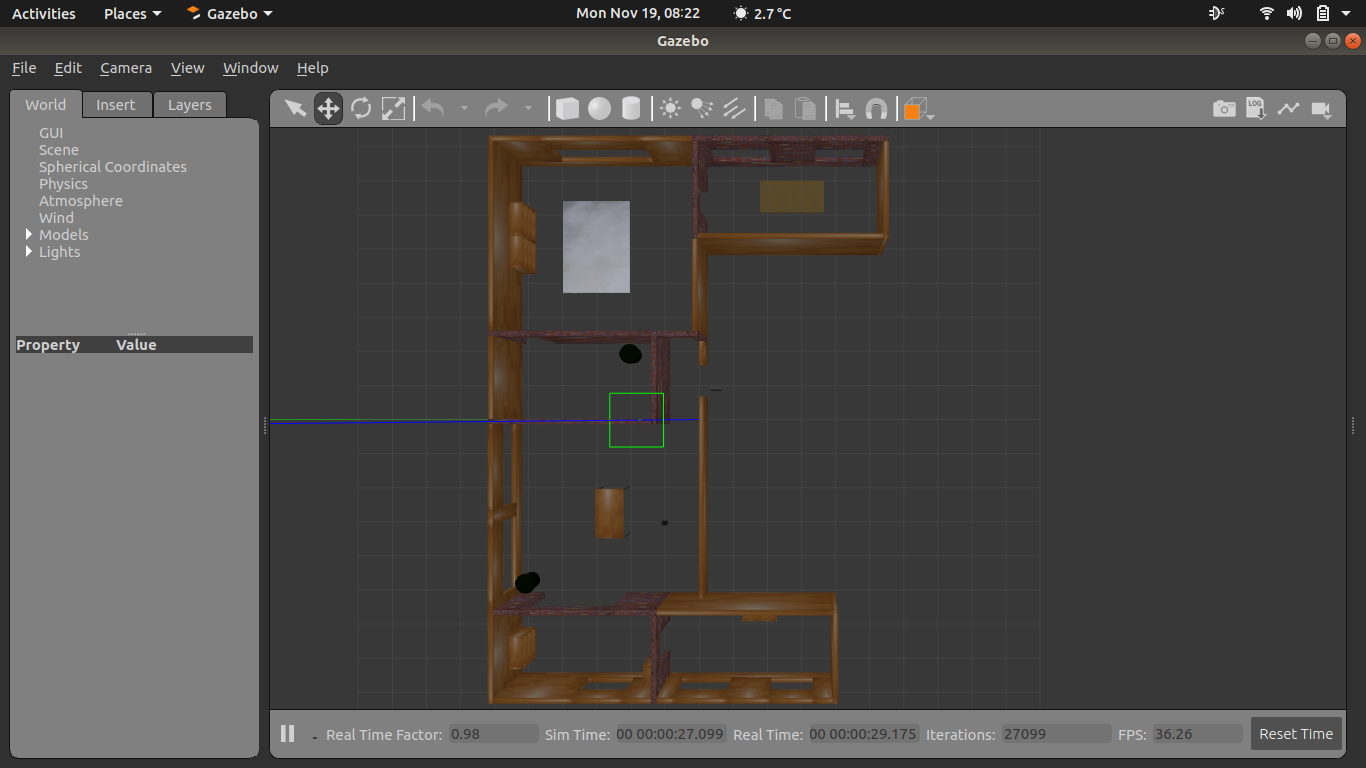 Activities Places Gazebo Mon Nov 19, 08:22 2.7 °C
Gazebo
File Edit Camera View Window Help
World Insert Layers
LOG
GUI
Scene
Spherical Coordinates
Physics
Atmosphere
Wind
Models
Lights
Property Value
Real Time Factor: 0.98 Sim Time: 00 00:00:27.099 Real Time: 00 00:00:29.175 Iterations: 27099 FPS: 36.26 Reset Time